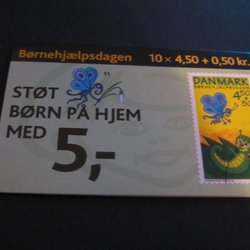 Børnehjælpsdagen
10 x 4,50 + 0,50 kr.
STØT
BØRN PÅ HJEM
MED
5,-
DANMARK